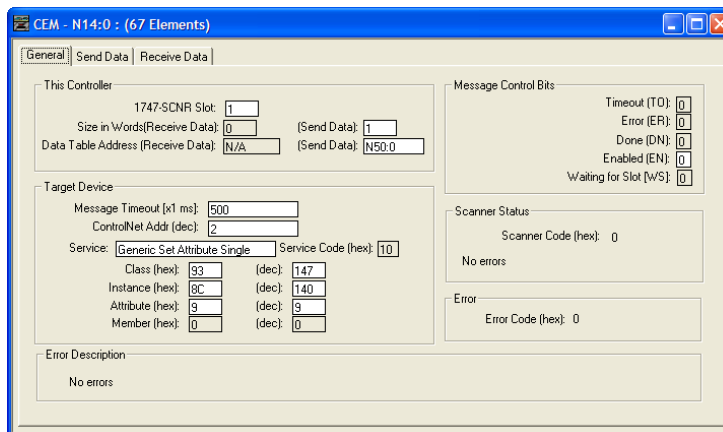 CEM - N14:0 : (67 Elements)
General Send Data Receive Data
This Controller
1747-SCNR Slot: 1
Size in Words(Receive Data): 0 (Send Data): 1
Data Table Address (Receive Data): N/A (Send Data): N50:0
Target Device
Message Timeout [x1 ms]: 500
ControlNet Addr (dec): 2
Service: Generic Set Attribute Single Service Code (hex): 10
Class (hex): 93 (dec): 147
Instance (hex): 8C (dec): 140
Attribute (hex): 9 (dec): 9
Member (hex): 0 (dec): 0
Message Control Bits
Timeout (TO): 0
Error (ER): 0
Done (DN): 0
Enabled (EN): 0
Waiting for Slot [WS]: 0
Scanner Status
Scanner Code (hex): 0
No errors
Error
Error Code (hex): 0
Error Description
No errors